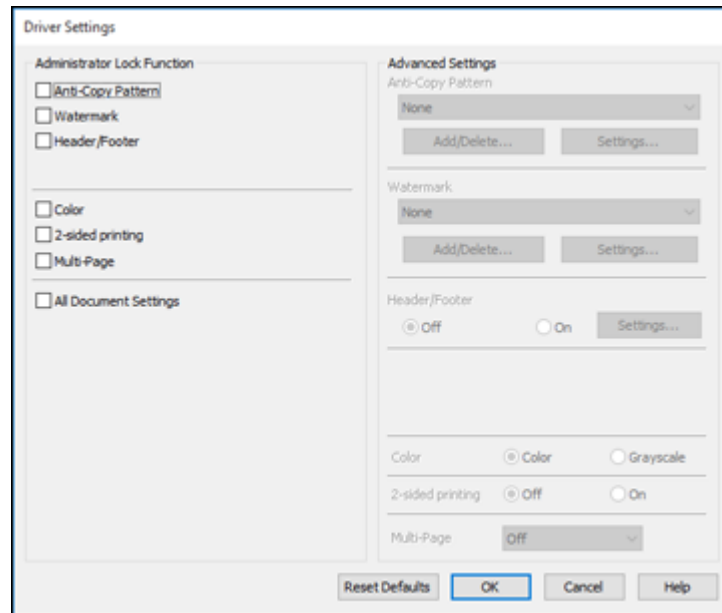 Driver Settings
Administrator Lock Function
Anti-Copy Pattern
Watermark
Header/Footer
Color
2-sided printing
Multi-Page
All Document Settings
Advanced Settings
Anti-Copy Pattern
None
Add/Delete... Settings...
Watermark
None
Add/Delete... Settings...
Header/Footer
Off On Settings...
Color Color Grayscale
2-sided printing Off On
Multi-Page Off
Reset Defaults OK Cancel Help